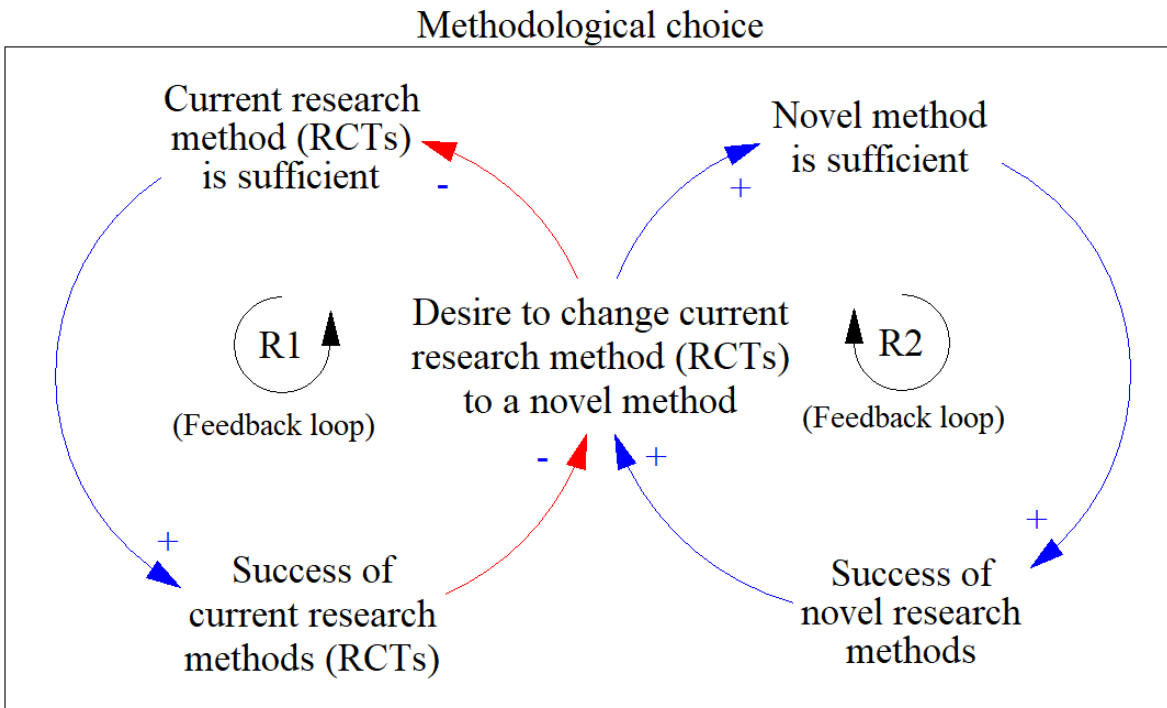 Methodological choice
Current research
method (RCTs)
is sufficient
Novel method
is sufficient
-
+
Desire to change current
research method (RCTs)
to a novel method
R1
(Feedback loop)
R2
(Feedback loop)
-
+
+
+
Success of
current research
methods (RCTs)
Success of
novel research
methods